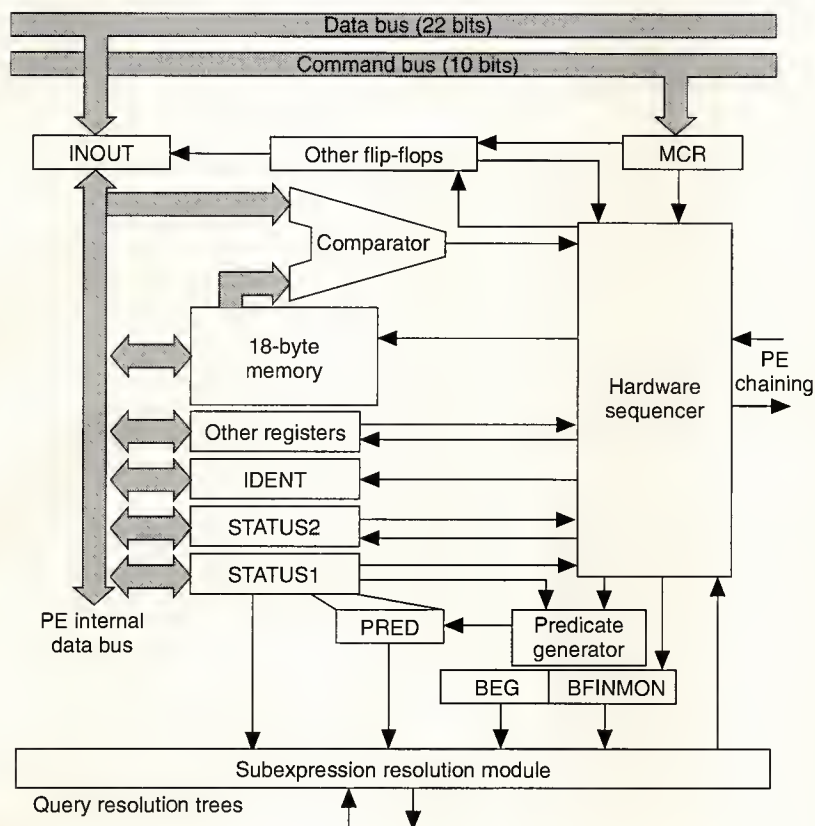 Data bus (22 bits)
Command bus (10 bits)
INOUT
Other flip-flops
MCR
Comparator
18-byte
memory
Hardware
sequencer
PE
chaining
Other registers
IDENT
STATUS2
STATUS1
PE internal
data bus
PRED
Predicate
generator
BEG
BFINMON
Subexpression resolution module
Query resolution trees